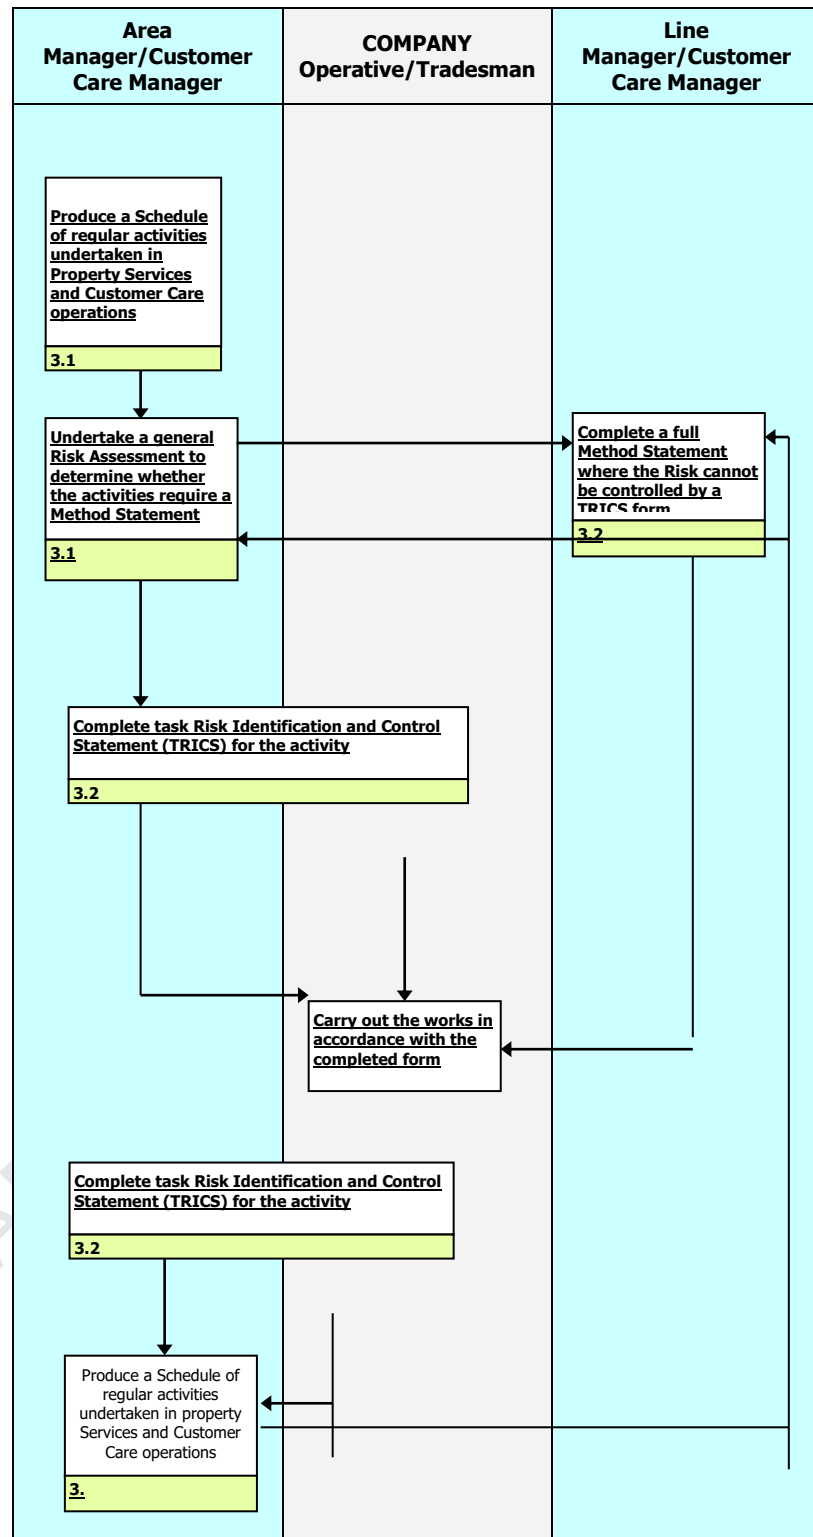 Area
Manager/Customer
Care Manager
COMPANY
Operative/Tradesman
Line
Manager/Customer
Care Manager
Produce a Schedule
of regular activities
undertaken in
Property Services
and Customer Care
operations
3.1
Undertake a general
Risk Assessment to
determine whether
the activities require a
Method Statement
3.1
Complete a full
Method Statement
where the Risk cannot
be controlled by a
TRICS form
3.2
Complete task Risk Identification and Control
Statement (TRICS) for the activity
3.2
Carry out the works in
accordance with the
completed form
Complete task Risk Identification and Control
Statement (TRICS) for the activity
3.2
Produce a Schedule of
regular activities
undertaken in property
Services and Customer
Care operations
3.